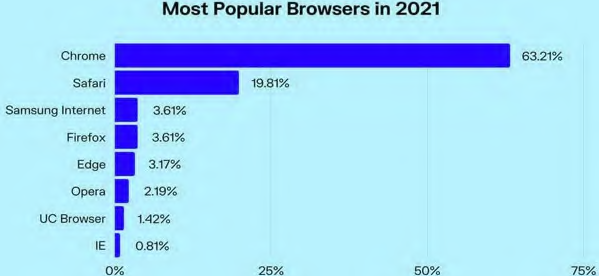 Most Popular Browsers in 2021
Chrome 63.21%
Safari 19.81%
Samsung Internet 3.61%
Firefox 3.61%
Edge 3.17%
Opera 2.19%
UC Browser 1.42%
IE 0.81%
0% 25% 50% 75%